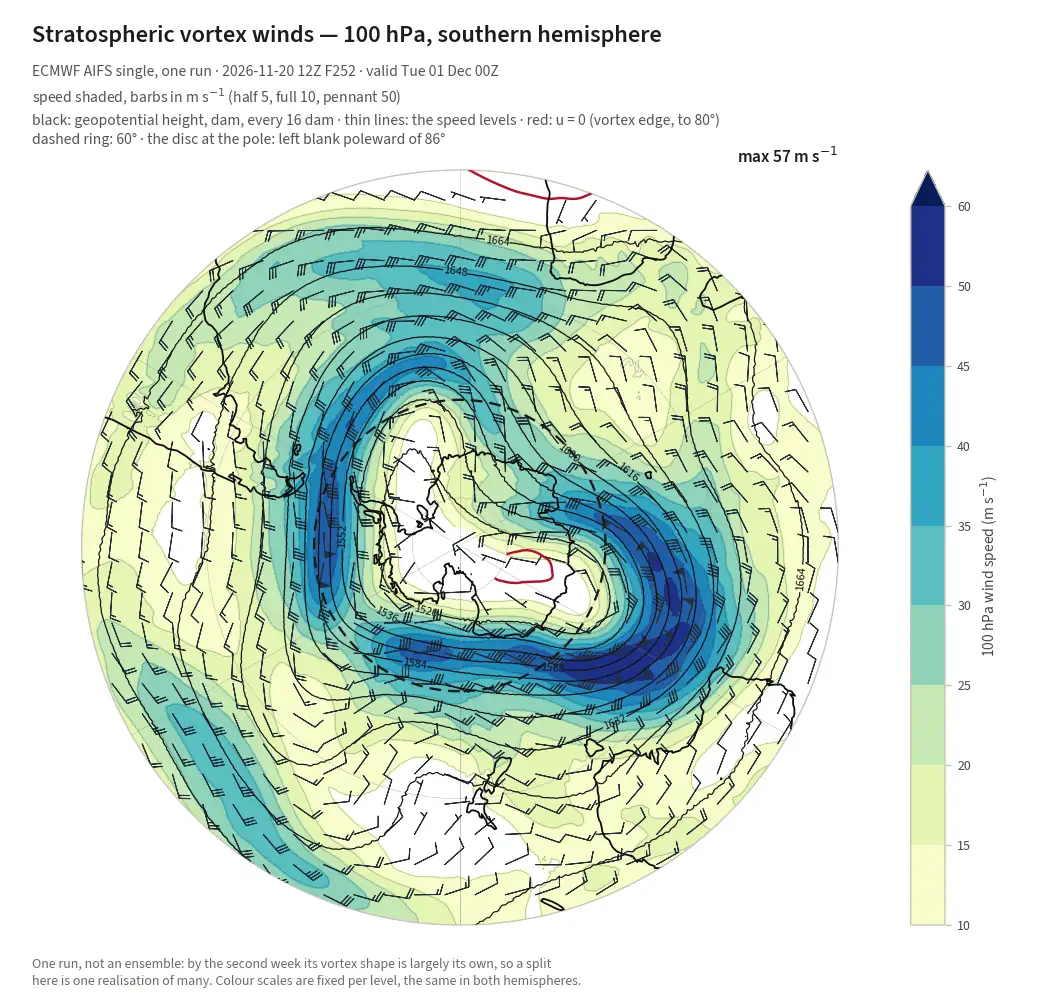 Stratospheric vortex winds — 100 hPa, southern hemisphere
ECMWF AIFS single, one run · 2026-11-20 12Z F252 · valid Tue 01 Dec 00Z
speed shaded, barbs in m s⁻¹ (half 5, full 10, pennant 50)
black: geopotential height, dam, every 16 dam · thin lines: the speed levels · red: u = 0 (vortex edge, to 80°)
dashed ring: 60° · the disc at the pole: left blank poleward of 86°
max 57 m s⁻¹
1664
1648
1600
1616
1552
1664
1536
1520
1584
1568
1632
60
50
45
40
35
30
25
20
15
10
100 hPa wind speed (m s⁻¹)
One run, not an ensemble: by the second week its vortex shape is largely its own, so a split
here is one realisation of many. Colour scales are fixed per level, the same in both hemispheres.